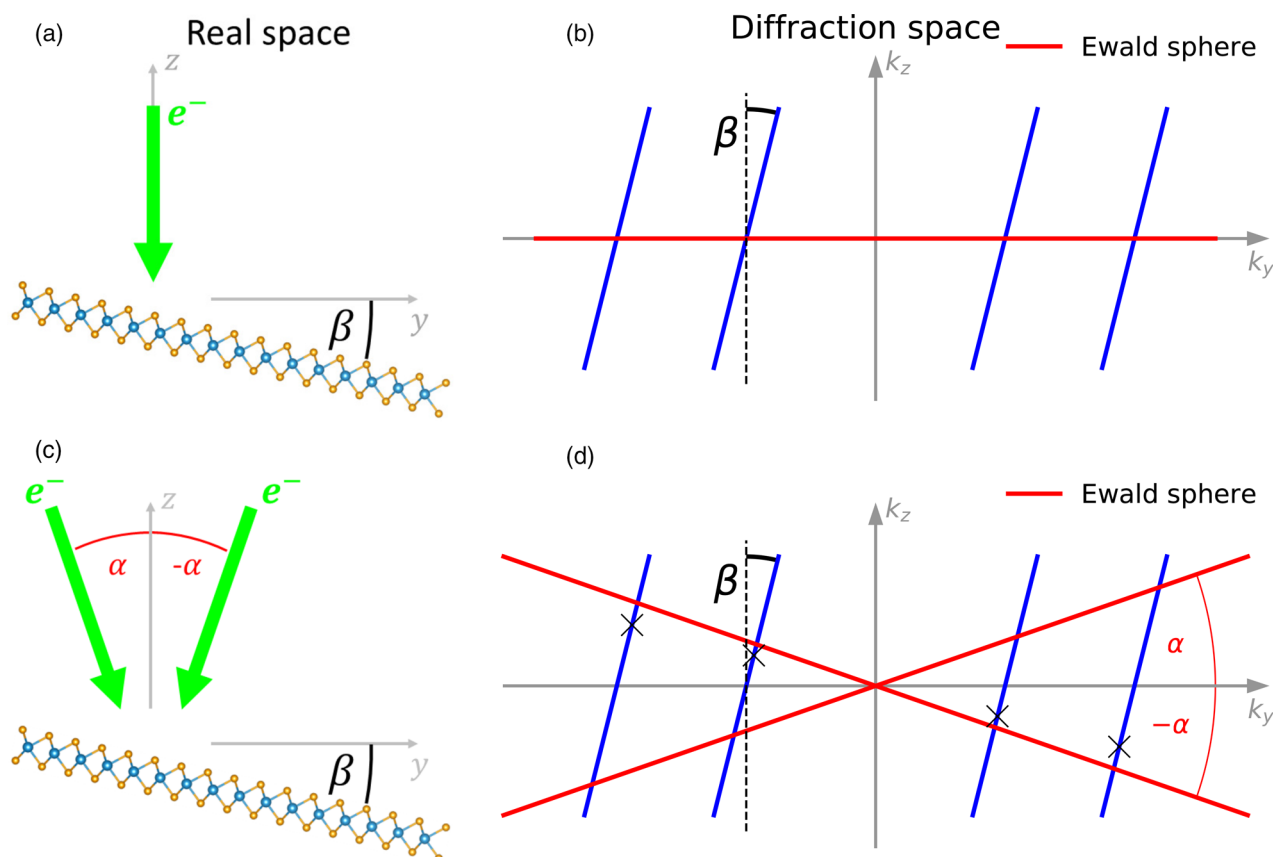 (a)
Real space
z
e⁻
β
y
(b)
Diffraction space
Ewald sphere
k_z
β
k_y
(c)
e⁻
e⁻
z
α
-α
β
y
(d)
Ewald sphere
k_z
β
α
−α
k_y